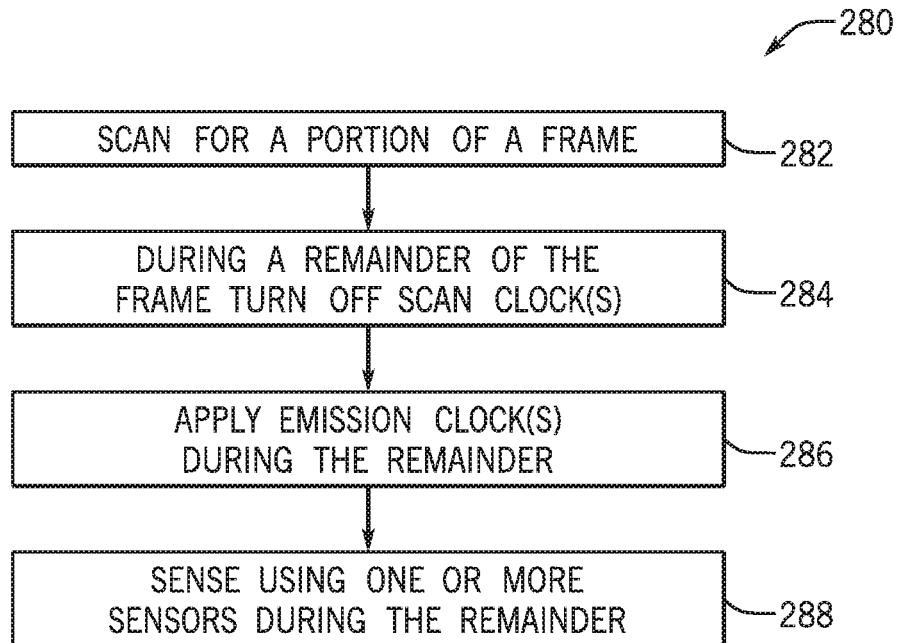 280
SCAN FOR A PORTION OF A FRAME
282
DURING A REMAINDER OF THE
FRAME TURN OFF SCAN CLOCK(S)
284
APPLY EMISSION CLOCK(S)
DURING THE REMAINDER
286
SENSE USING ONE OR MORE
SENSORS DURING THE REMAINDER
288